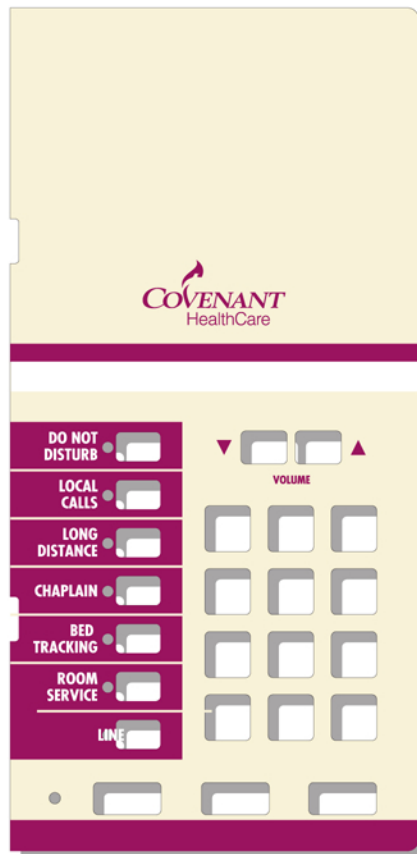 COVENANT
HealthCare
DO NOT
DISTURB
LOCAL
CALLS
LONG
DISTANCE
CHAPLAIN
BED
TRACKING
ROOM
SERVICE
LINE
VOLUME